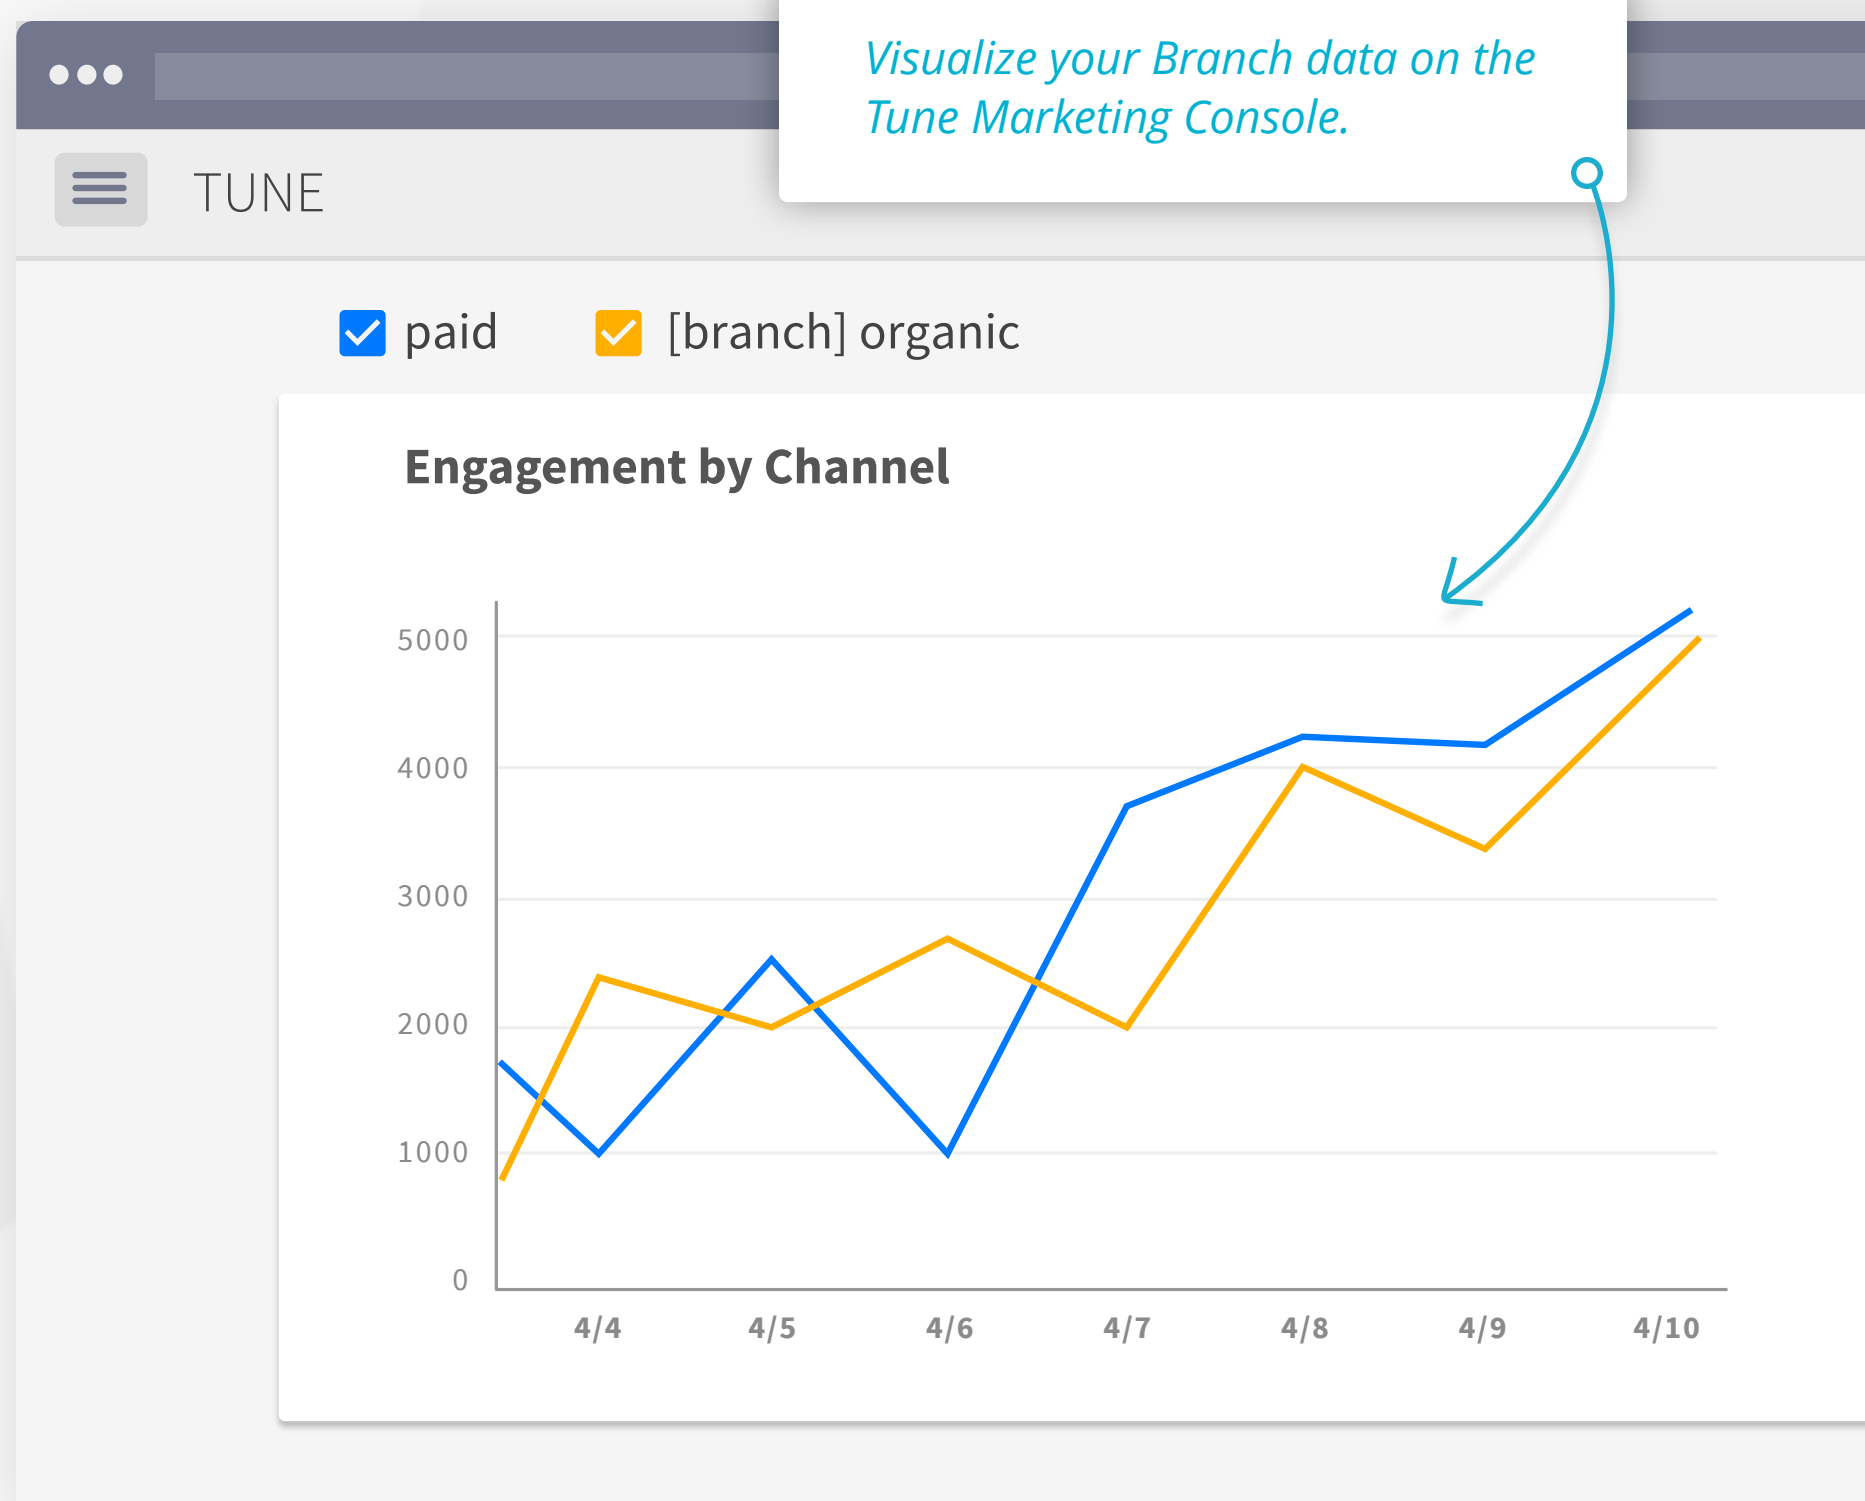 Visualize your Branch data on the
Tune Marketing Console.
TUNE
paid
[branch] organic
Engagement by Channel
5000
4000
3000
2000
1000
0
4/4 4/5 4/6 4/7 4/8 4/9 4/10